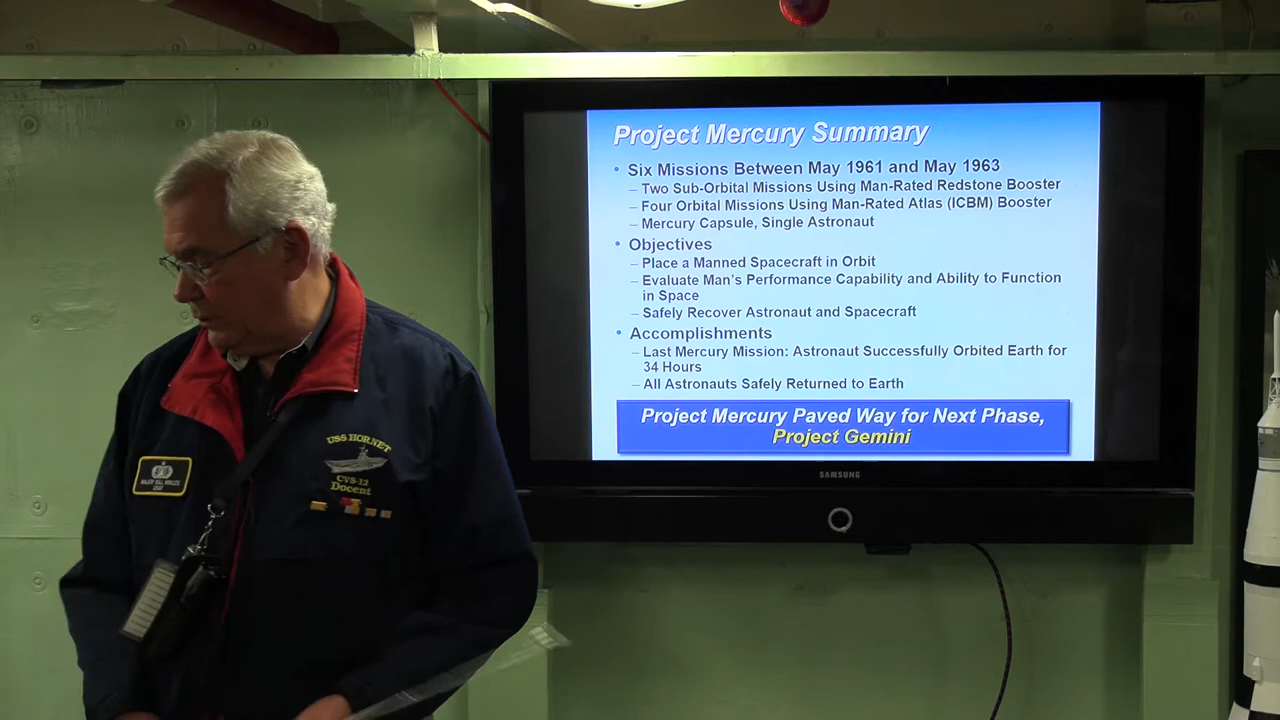 Project Mercury Summary
• Six Missions Between May 1961 and May 1963
– Two Sub-Orbital Missions Using Man-Rated Redstone Booster
– Four Orbital Missions Using Man-Rated Atlas (ICBM) Booster
– Mercury Capsule, Single Astronaut
• Objectives
– Place a Manned Spacecraft in Orbit
– Evaluate Man's Performance Capability and Ability to Function
in Space
– Safely Recover Astronaut and Spacecraft
• Accomplishments
– Last Mercury Mission: Astronaut Successfully Orbited Earth for
34 Hours
– All Astronauts Safely Returned to Earth
Project Mercury Paved Way for Next Phase,
Project Gemini
SAMSUNG
USS HORNET
CVS-12
Docent
MAJOR BILL
USAF